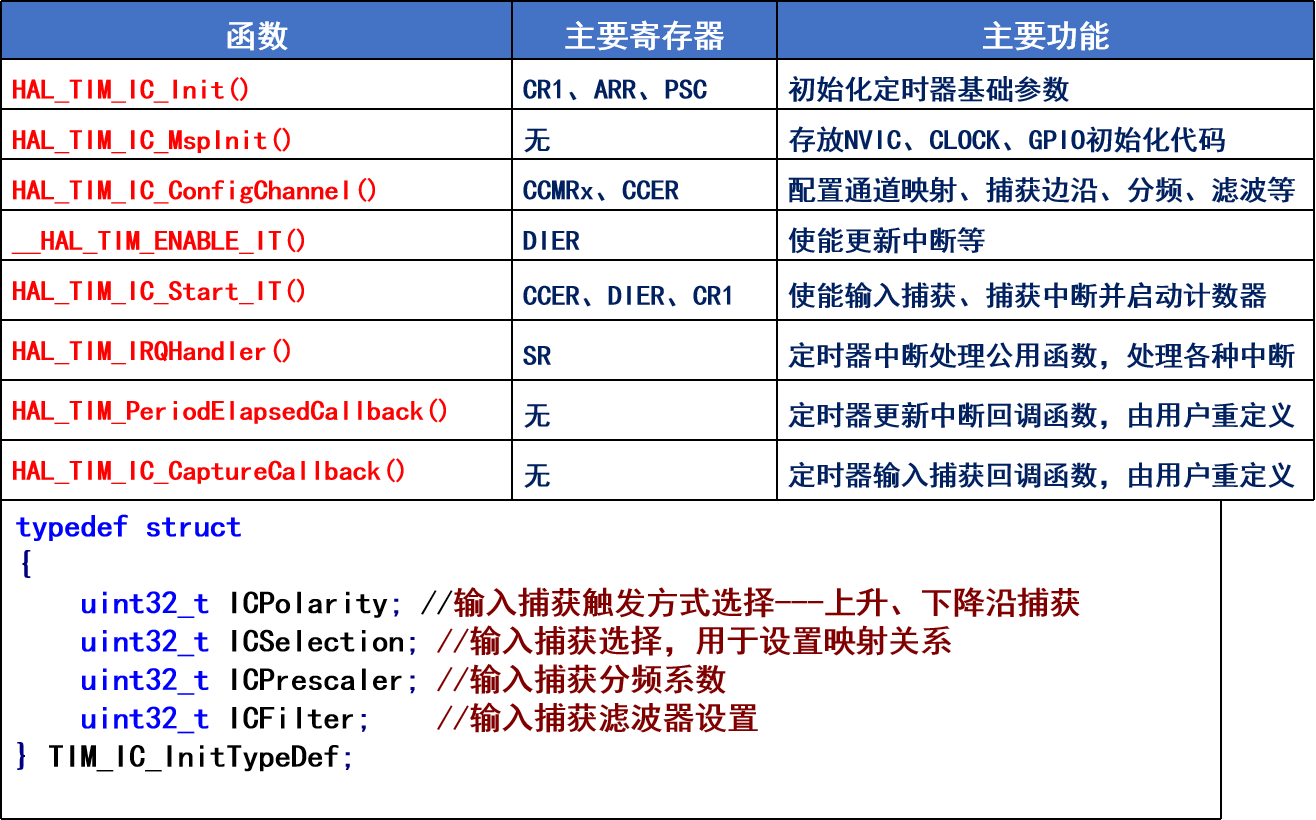 函数 主要寄存器 主要功能
HAL_TIM_IC_Init() CR1、ARR、PSC 初始化定时器基础参数
HAL_TIM_IC_MspInit() 无 存放NVIC、CLOCK、GPIO初始化代码
HAL_TIM_IC_ConfigChannel() CCMRx、CCER 配置通道映射、捕获边沿、分频、滤波等
__HAL_TIM_ENABLE_IT() DIER 使能更新中断等
HAL_TIM_IC_Start_IT() CCER、DIER、CR1 使能输入捕获、捕获中断并启动计数器
HAL_TIM_IRQHandler() SR 定时器中断处理公用函数，处理各种中断
HAL_TIM_PeriodElapsedCallback() 无 定时器更新中断回调函数，由用户重定义
HAL_TIM_IC_CaptureCallback() 无 定时器输入捕获回调函数，由用户重定义
typedef struct
{
uint32_t ICPolarity; //输入捕获触发方式选择---上升、下降沿捕获
uint32_t ICSelection; //输入捕获选择，用于设置映射关系
uint32_t ICPrescaler; //输入捕获分频系数
uint32_t ICFilter; //输入捕获滤波器设置
} TIM_IC_InitTypeDef;